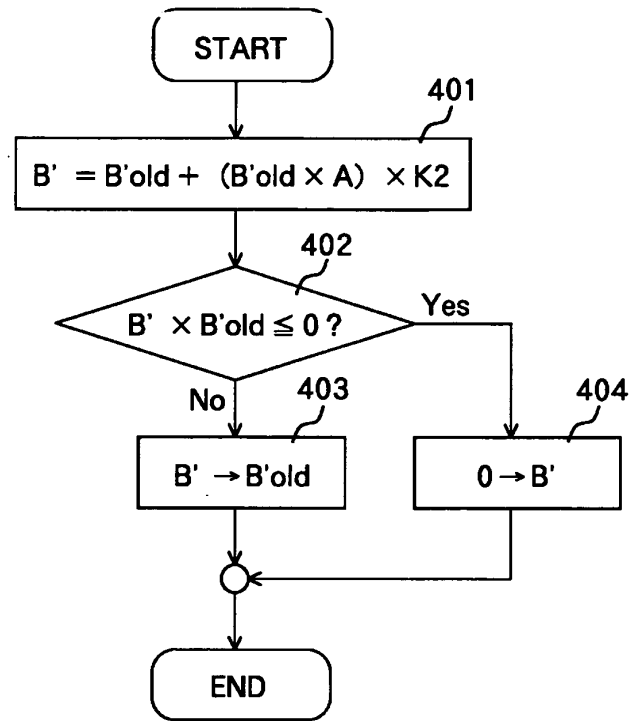 START
401
B' = B'old + (B'old × A) × K2
402
B' × B'old ≦ 0 ?
Yes
No
403
B' → B'old
404
0 → B'
END